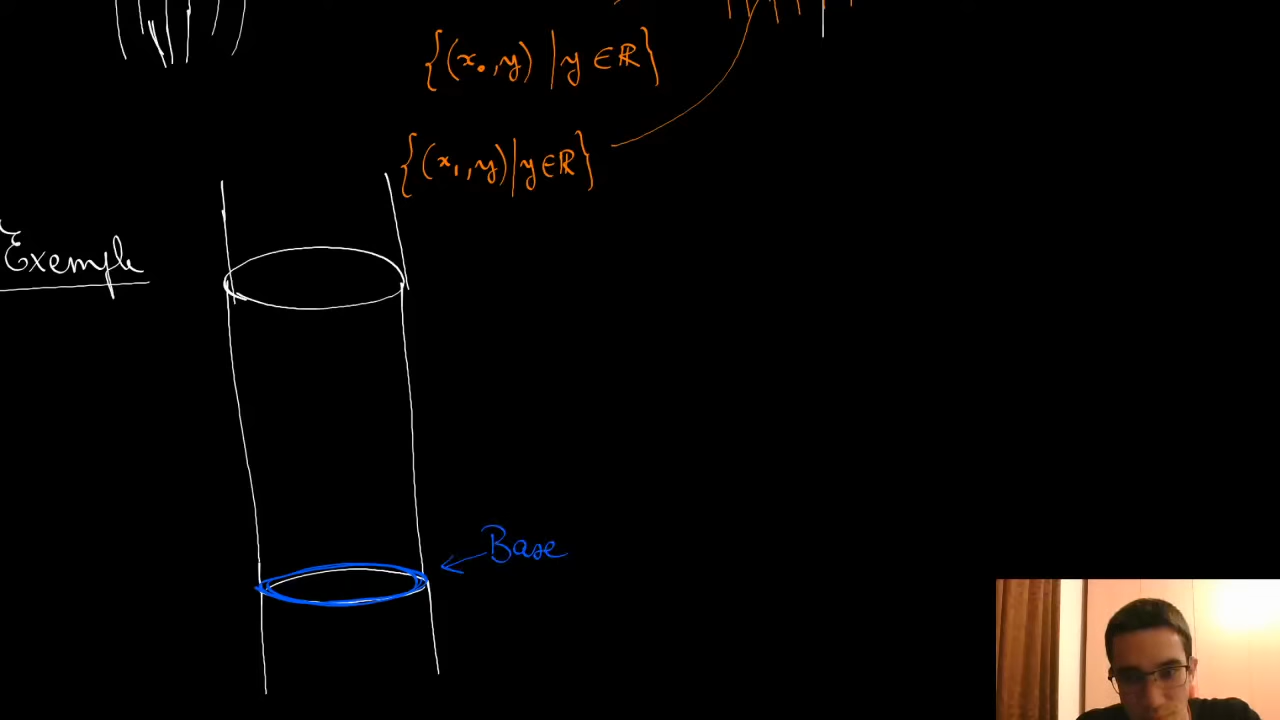 {(x₀, y) | y ∈ ℝ}
{(x₁, y) | y ∈ ℝ}
Exemple
Base